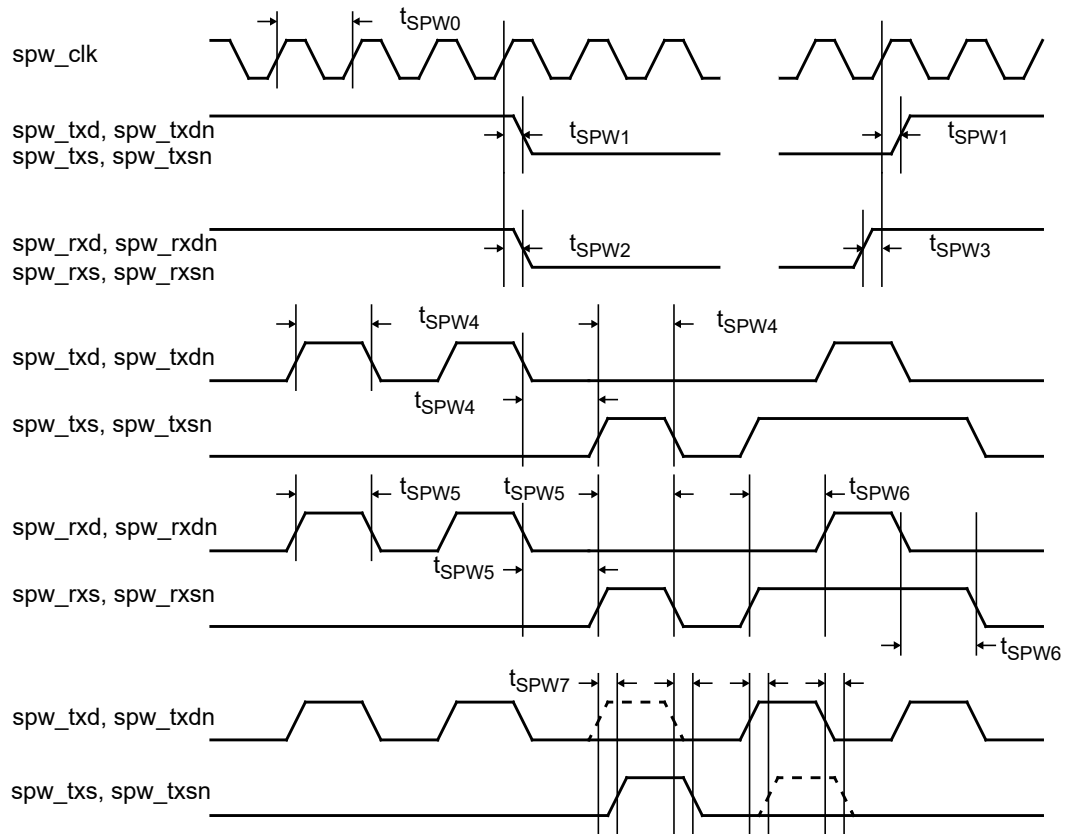 tSPW0
spw_clk
spw_txd, spw_txdn
spw_txs, spw_txsn
tSPW1
tSPW1
spw_rxd, spw_rxdn
spw_rxs, spw_rxsn
tSPW2
tSPW3
tSPW4
tSPW4
spw_txd, spw_txdn
tSPW4
spw_txs, spw_txsn
tSPW5
tSPW5
tSPW6
spw_rxd, spw_rxdn
tSPW5
spw_rxs, spw_rxsn
tSPW6
tSPW7
spw_txd, spw_txdn
spw_txs, spw_txsn